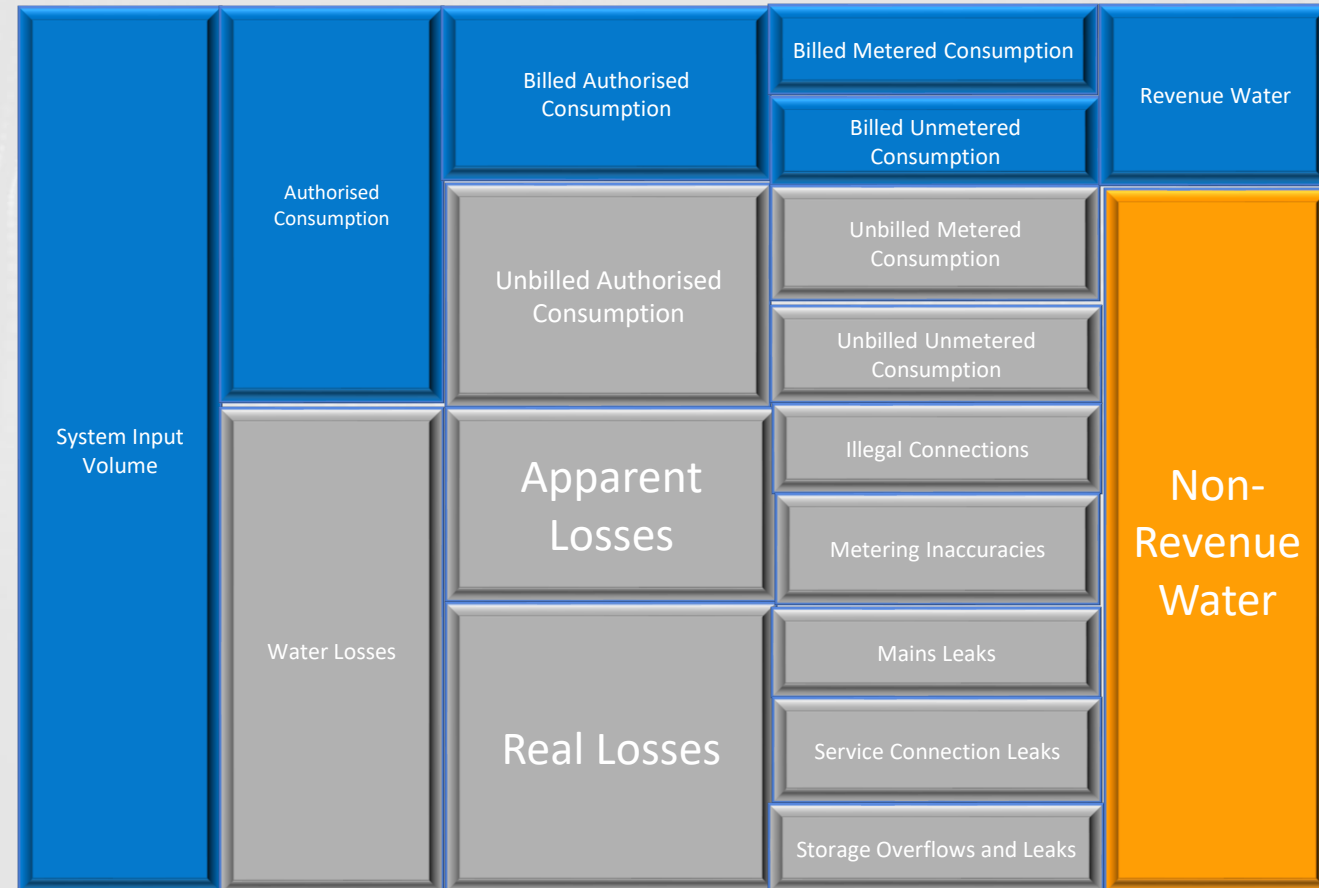 System Input
Volume
Authorised
Consumption
Water Losses
Billed Authorised
Consumption
Unbilled Authorised
Consumption
Apparent
Losses
Real Losses
Billed Metered Consumption
Billed Unmetered
Consumption
Unbilled Metered
Consumption
Unbilled Unmetered
Consumption
Illegal Connections
Metering Inaccuracies
Mains Leaks
Service Connection Leaks
Storage Overflows and Leaks
Revenue Water
Non-
Revenue
Water